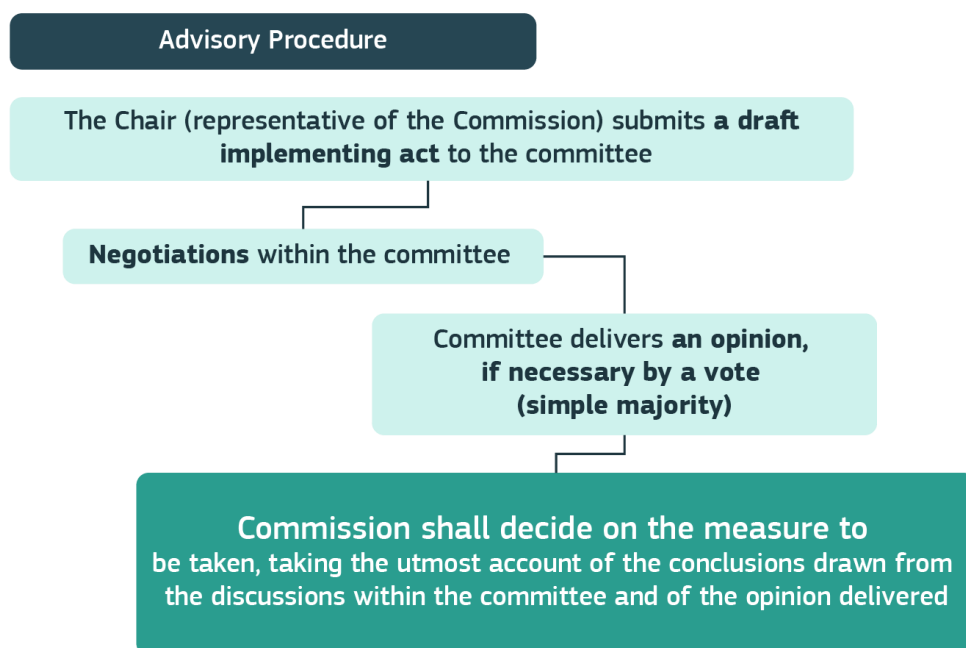 Advisory Procedure
The Chair (representative of the Commission) submits a draft
implementing act to the committee
Negotiations within the committee
Committee delivers an opinion,
if necessary by a vote
(simple majority)
Commission shall decide on the measure to
be taken, taking the utmost account of the conclusions drawn from
the discussions within the committee and of the opinion delivered